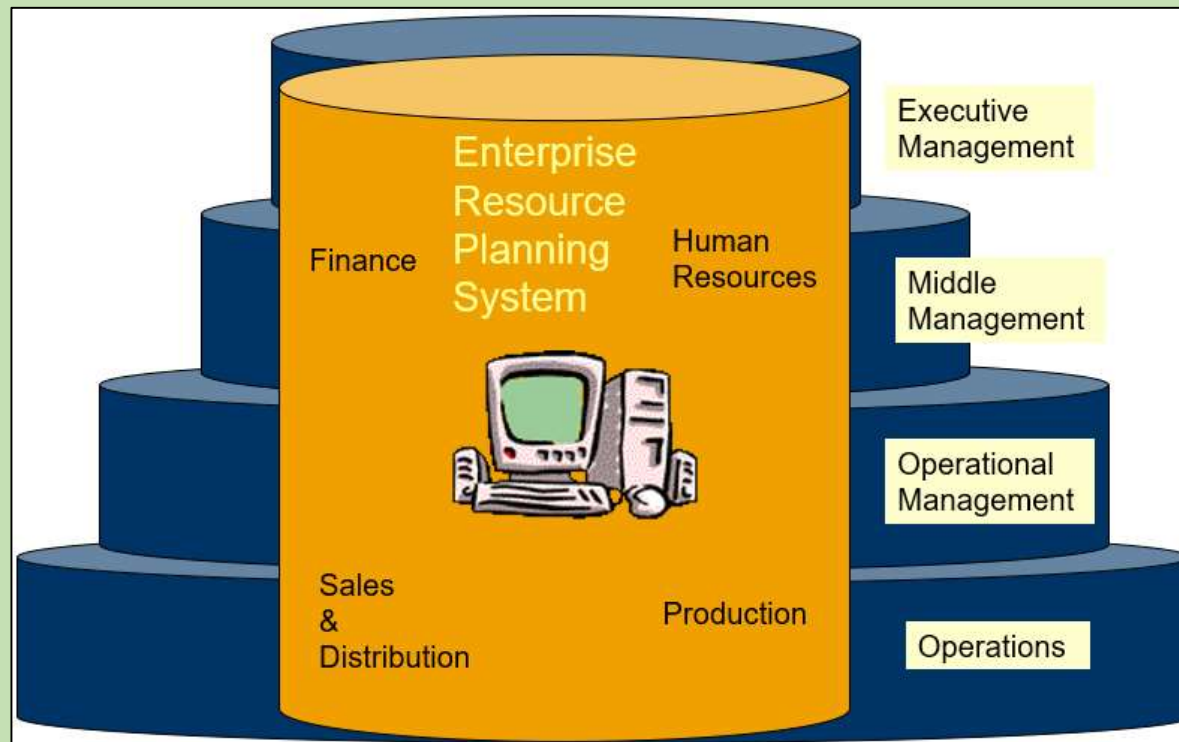 Enterprise
Resource
Planning
System
Finance
Human
Resources
Sales
&
Distribution
Production
Executive
Management
Middle
Management
Operational
Management
Operations